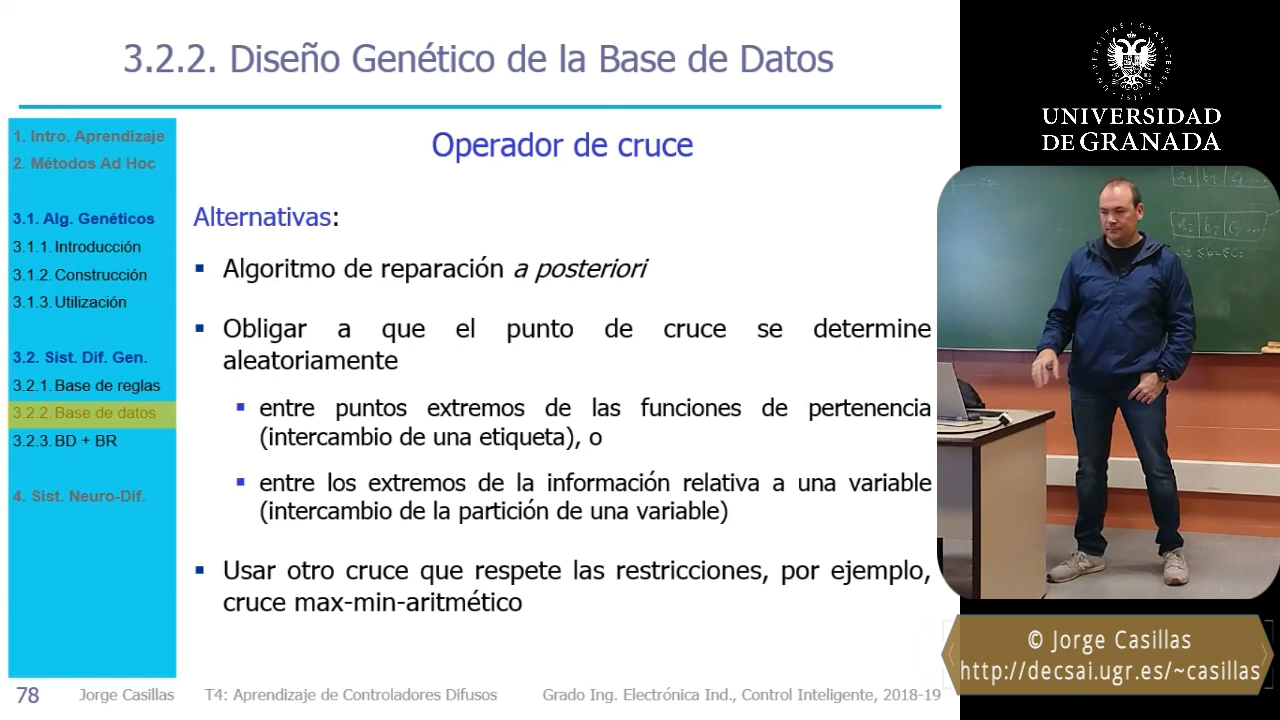 3.2.2. Diseño Genético de la Base de Datos
1. Intro. Aprendizaje
2. Métodos Ad Hoc
3.1. Alg. Genéticos
3.1.1. Introducción
3.1.2. Construcción
3.1.3. Utilización
3.2. Sist. Dif. Gen.
3.2.1. Base de reglas
3.2.2. Base de datos
3.2.3. BD + BR
4. Sist. Neuro-Dif.
Operador de cruce
Alternativas:
Algoritmo de reparación a posteriori
Obligar a que el punto de cruce se determine
aleatoriamente
entre puntos extremos de las funciones de pertenencia
(intercambio de una etiqueta), o
entre los extremos de la información relativa a una variable
(intercambio de la partición de una variable)
Usar otro cruce que respete las restricciones, por ejemplo,
cruce max-min-aritmético
78 Jorge Casillas T4: Aprendizaje de Controladores Difusos Grado Ing. Electrónica Ind., Control Inteligente, 2018-19
UNIVERSIDAD
DE GRANADA
© Jorge Casillas
http://decsai.ugr.es/~casillas